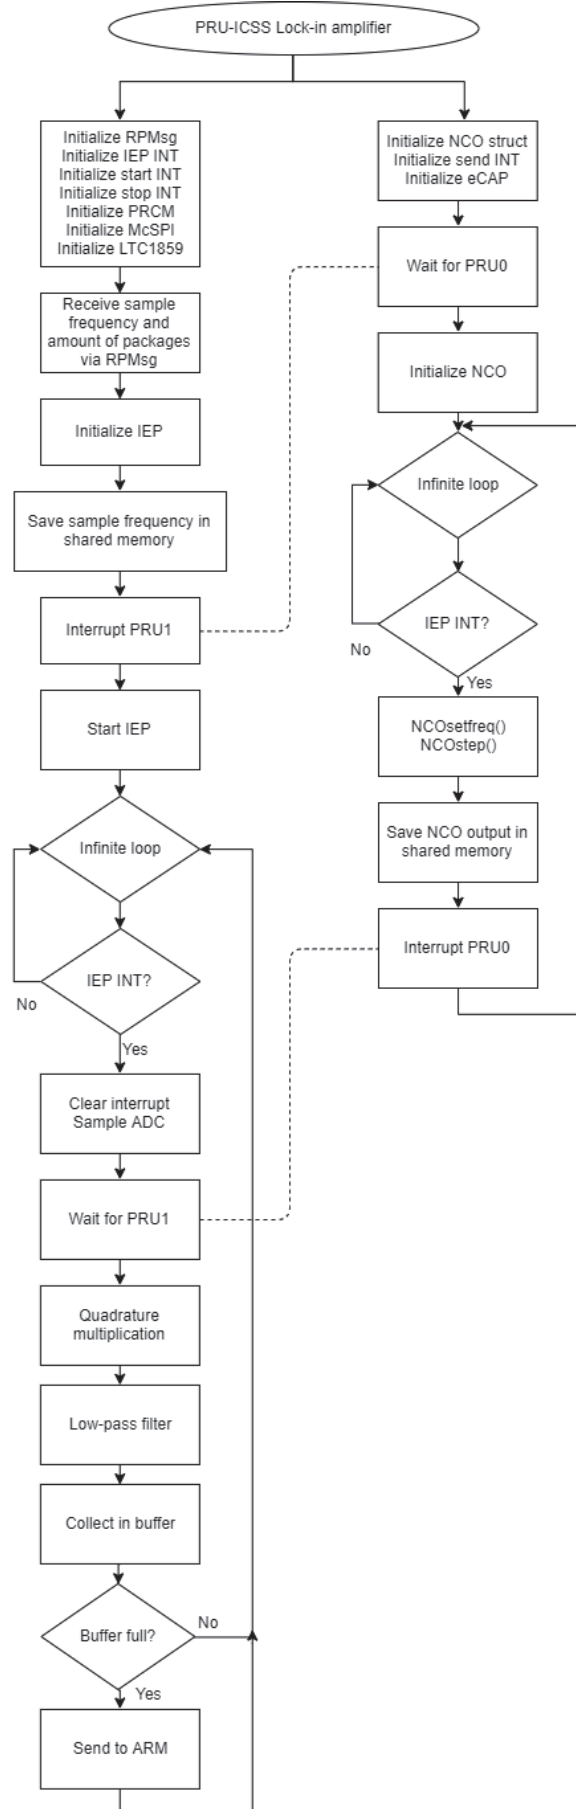 PRU-ICSS Lock-in amplifier
Initialize RPMsg
Initialize IEP INT
Initialize start INT
Initialize stop INT
Initialize PRCM
Initialize McSPI
Initialize LTC1859
Receive sample
frequency and
amount of packages
via RPMsg
Initialize IEP
Save sample frequency in
shared memory
Interrupt PRU1
Start IEP
Infinite loop
IEP INT?
No
Yes
Clear interrupt
Sample ADC
Wait for PRU1
Quadrature
multiplication
Low-pass filter
Collect in buffer
Buffer full?
No
Yes
Send to ARM
Initialize NCO struct
Initialize send INT
Initialize eCAP
Wait for PRU0
Initialize NCO
Infinite loop
IEP INT?
No
Yes
NCOsetfreq()
NCOstep()
Save NCO output in
shared memory
Interrupt PRU0